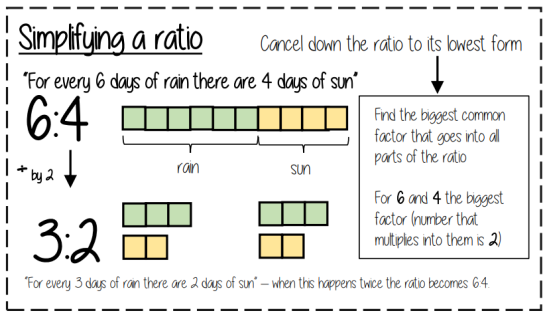 Simplifying a ratio
Cancel down the ratio to its lowest form
"For every 6 days of rain there are 4 days of sun"
6:4
rain
sun
÷ by 2
3:2
Find the biggest common
factor that goes into all
parts of the ratio
For 6 and 4 the biggest
factor (number that
multiplies into them is 2)
"For every 3 days of rain there are 2 days of sun" – when this happens twice the ratio becomes 6:4.